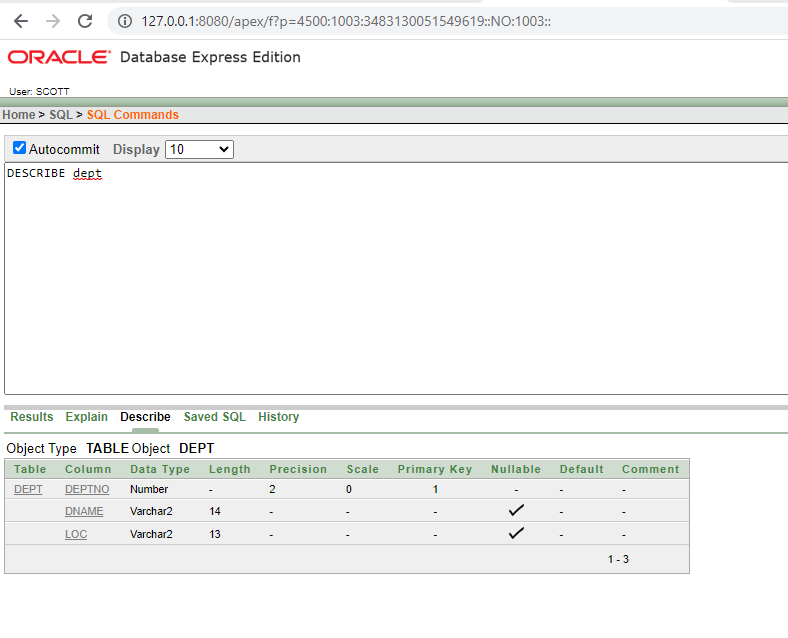 127.0.0.1:8080/apex/f?p=4500:1003:3483130051549619::NO:1003::
ORACLE® Database Express Edition
User: SCOTT
Home > SQL > SQL Commands
Autocommit Display 10
DESCRIBE dept
Results Explain Describe Saved SQL History
Object Type TABLE Object DEPT
Table Column Data Type Length Precision Scale Primary Key Nullable Default Comment
DEPT DEPTNO Number - 2 0 1 - - -
DNAME Varchar2 14 - - - ✓ - -
LOC Varchar2 13 - - - ✓ - -
1 - 3